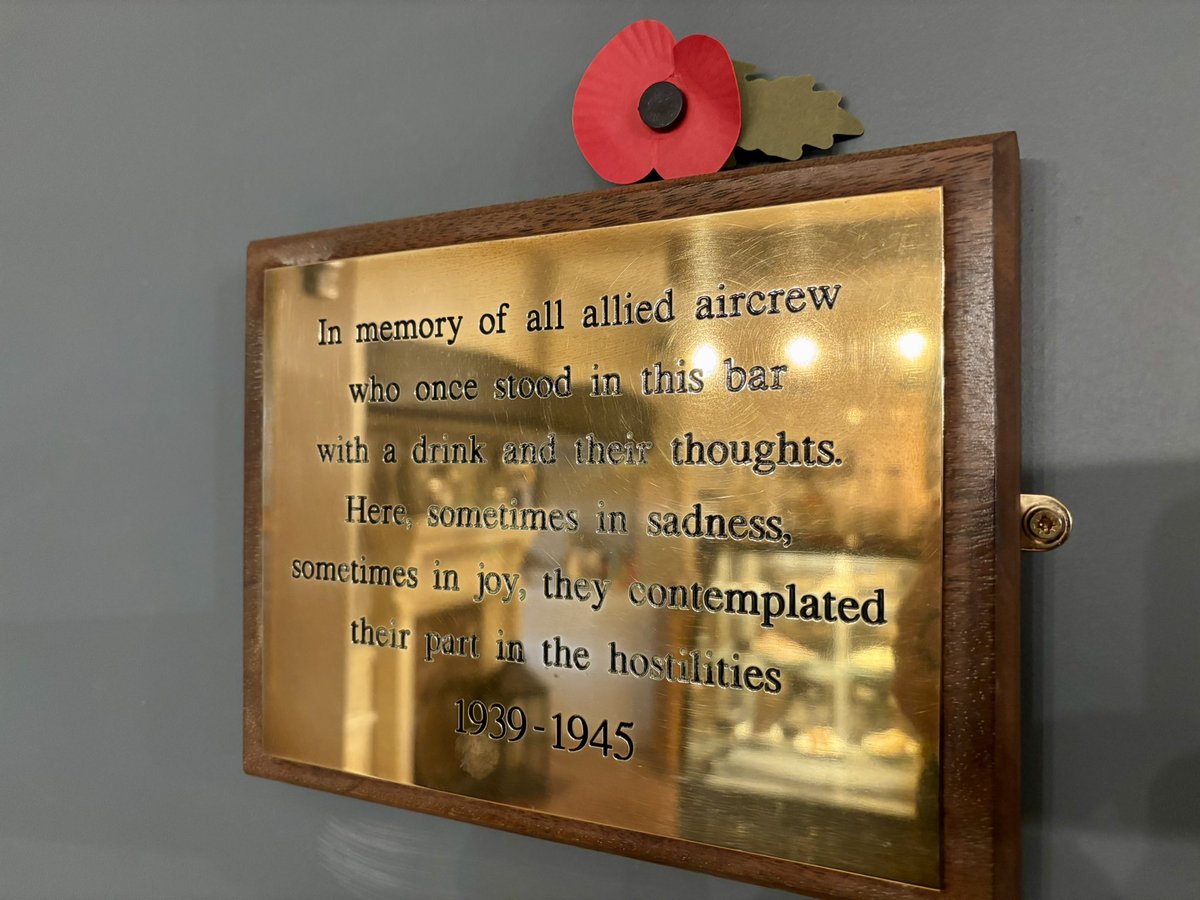 In memory of all allied aircrew
who once stood in this bar
with a drink and their thoughts.
Here, sometimes in sadness,
sometimes in joy, they contemplated
their part in the hostilities
1939-1945